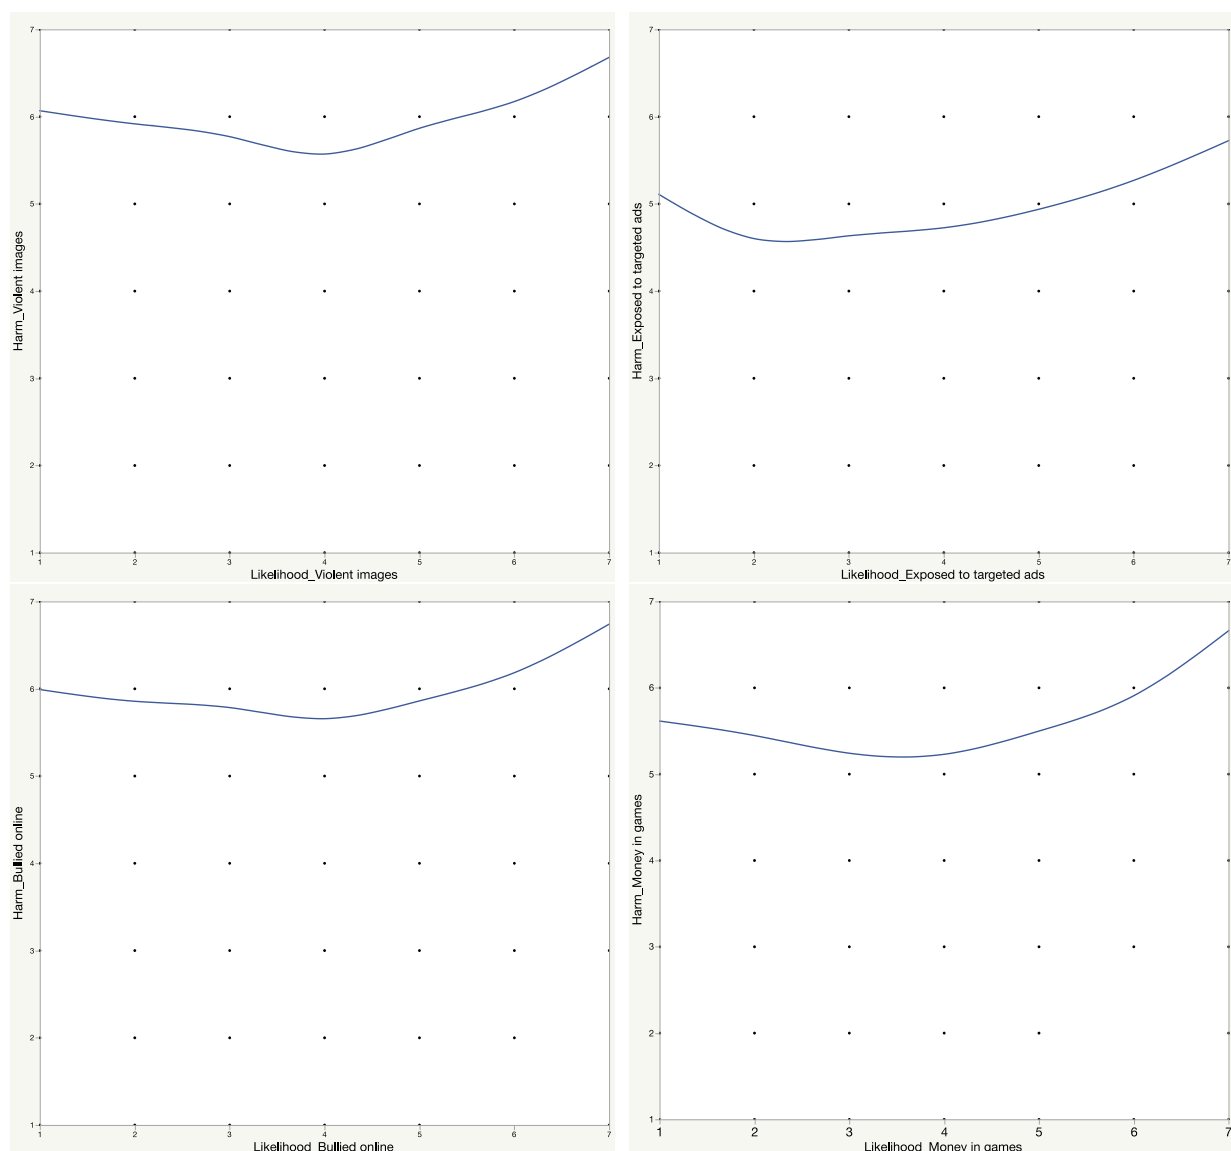 7
6
5
4
3
2
1
Harm_Violent images
1 2 3 4 5 6 7
Likelihood_Violent images
7
6
5
4
3
2
1
Harm_Exposed to targeted ads
1 2 3 4 5 6 7
Likelihood_Exposed to targeted ads
7
6
5
4
3
2
1
Harm_Bullied online
1 2 3 4 5 6 7
Likelihood_Bullied online
7
6
5
4
3
2
1
Harm_Money in games
1 2 3 4 5 6 7
Likelihood_Money in games